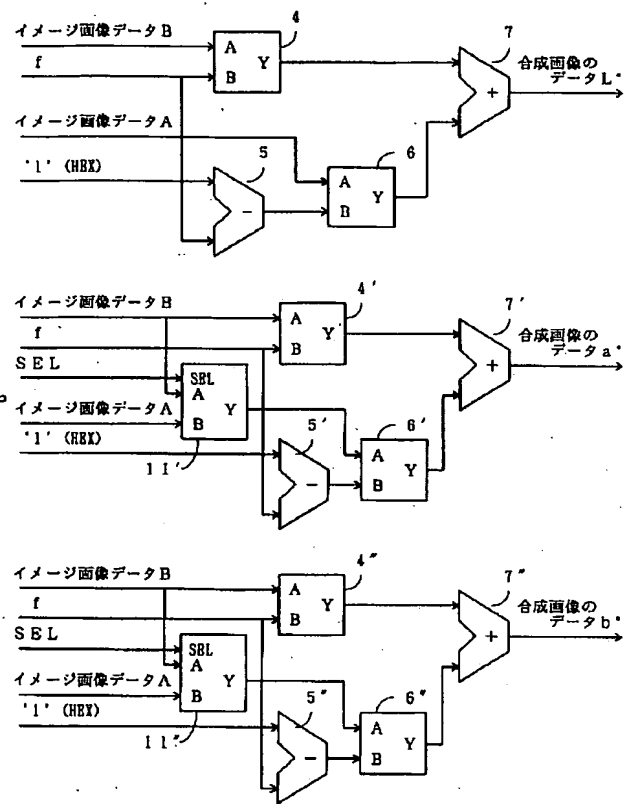 イメージ画像データB
f
イメージ画像データA
'1' (HEX)
4
A
B
Y
5
-
6
A
B
Y
7
+
合成画像の
データL*
イメージ画像データB
f
SEL
イメージ画像データA
'1' (HEX)
SEL
A
B
Y
11'
4'
A
B
Y
5'
-
6'
A
B
Y
7'
+
合成画像の
データa*
イメージ画像データB
f
SEL
イメージ画像データA
'1' (HEX)
SEL
A
B
Y
11"
4"
A
B
Y
5"
-
6"
A
B
Y
7"
+
合成画像の
データb*